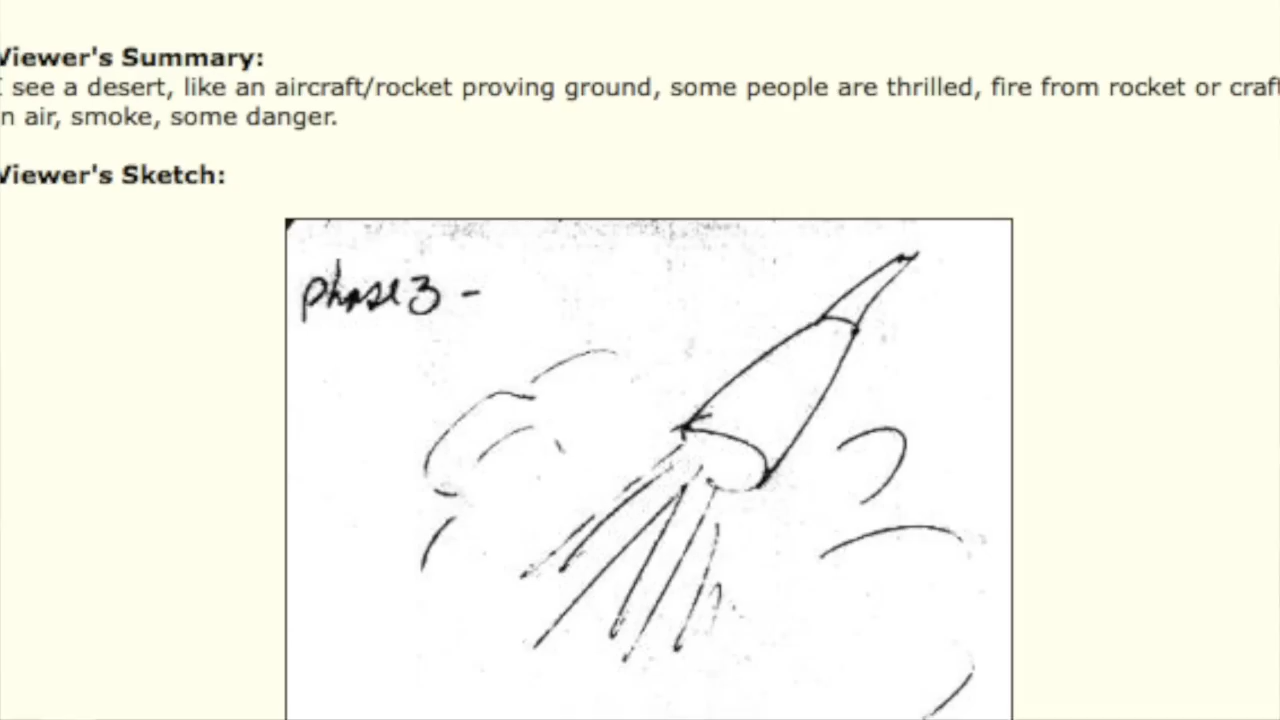 Viewer's Summary:
I see a desert, like an aircraft/rocket proving ground, some people are thrilled, fire from rocket or craft
in air, smoke, some danger.
Viewer's Sketch:
phase 3 -